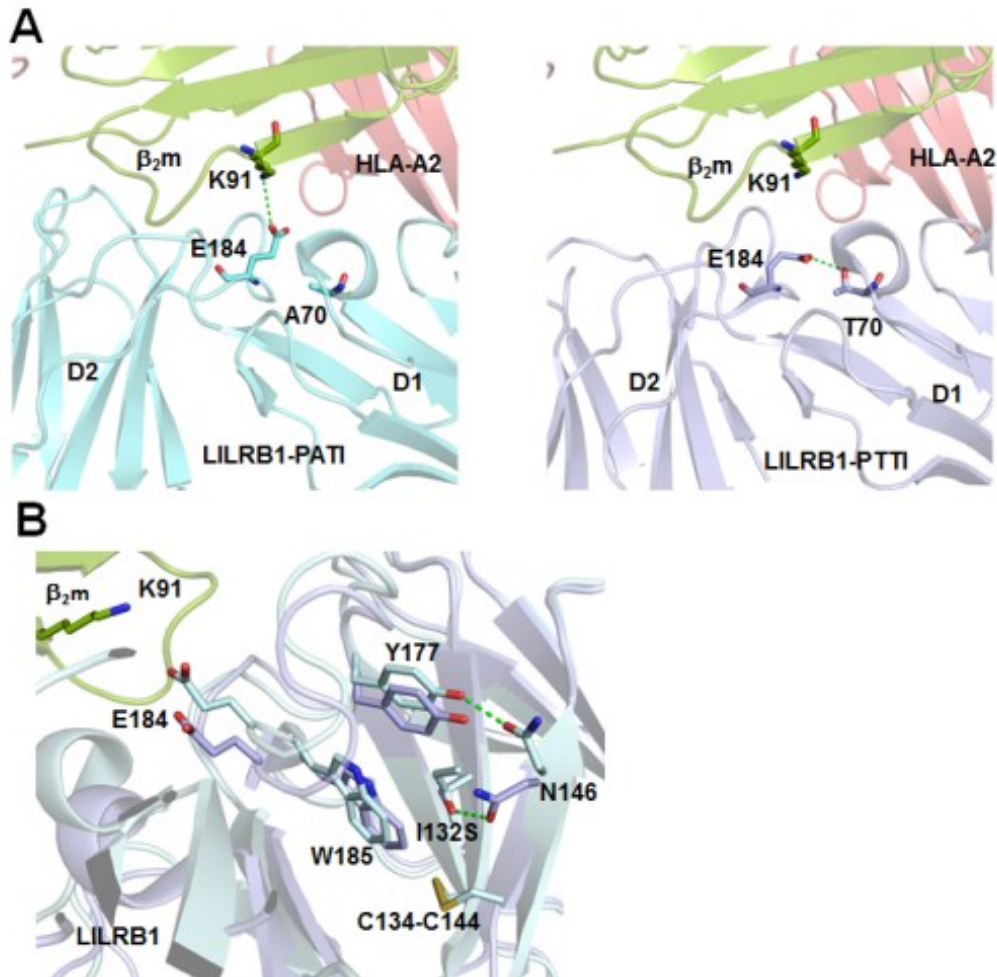 A
β₂m
K91
HLA-A2
E184
A70
D2
D1
LILRB1-PATI
β₂m
K91
HLA-A2
E184
T70
D2
D1
LILRB1-PTTI
B
β₂m
K91
Y177
E184
N146
I132S
W185
C134-C144
LILRB1